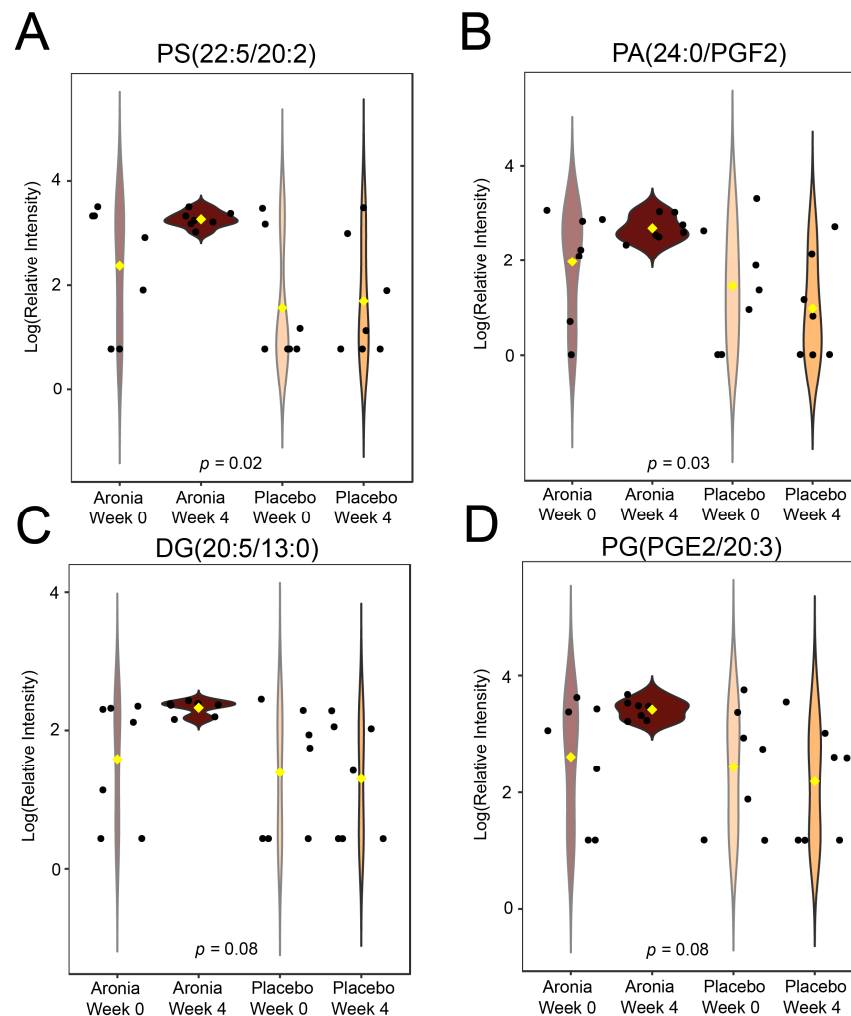 A
PS(22:5/20:2)
Log(Relative Intensity)
4
2
0
p = 0.02
Aronia Week 0
Aronia Week 4
Placebo Week 0
Placebo Week 4
B
PA(24:0/PGF2)
Log(Relative Intensity)
4
2
0
p = 0.03
Aronia Week 0
Aronia Week 4
Placebo Week 0
Placebo Week 4
C
DG(20:5/13:0)
Log(Relative Intensity)
4
2
0
p = 0.08
Aronia Week 0
Aronia Week 4
Placebo Week 0
Placebo Week 4
D
PG(PGE2/20:3)
Log(Relative Intensity)
4
2
0
p = 0.08
Aronia Week 0
Aronia Week 4
Placebo Week 0
Placebo Week 4